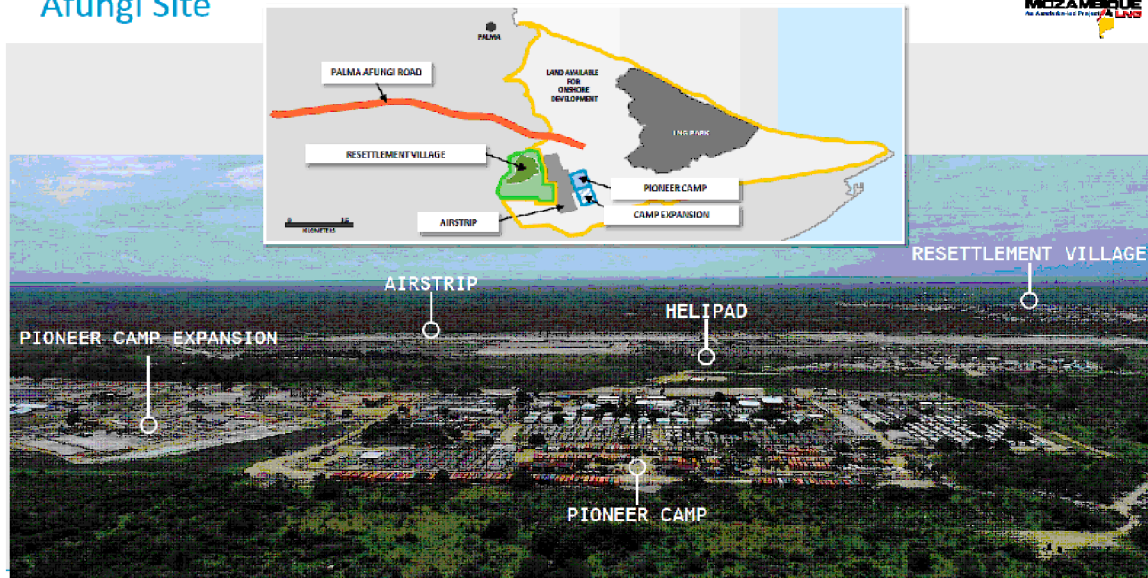 Afungi Site
MOZAMBIQUE
LNG
PALMA
PALMA AFUNGI ROAD
LAND AVAILABLE
FOR
ONSHORE
DEVELOPMENT
LNG PARK
RESETTLEMENT VILLAGE
PIONEER CAMP
AIRSTRIP
CAMP EXPANSION
0
KILOMETERS
RESETTLEMENT VILLAGE
AIRSTRIP
HELIPAD
PIONEER CAMP EXPANSION
PIONEER CAMP